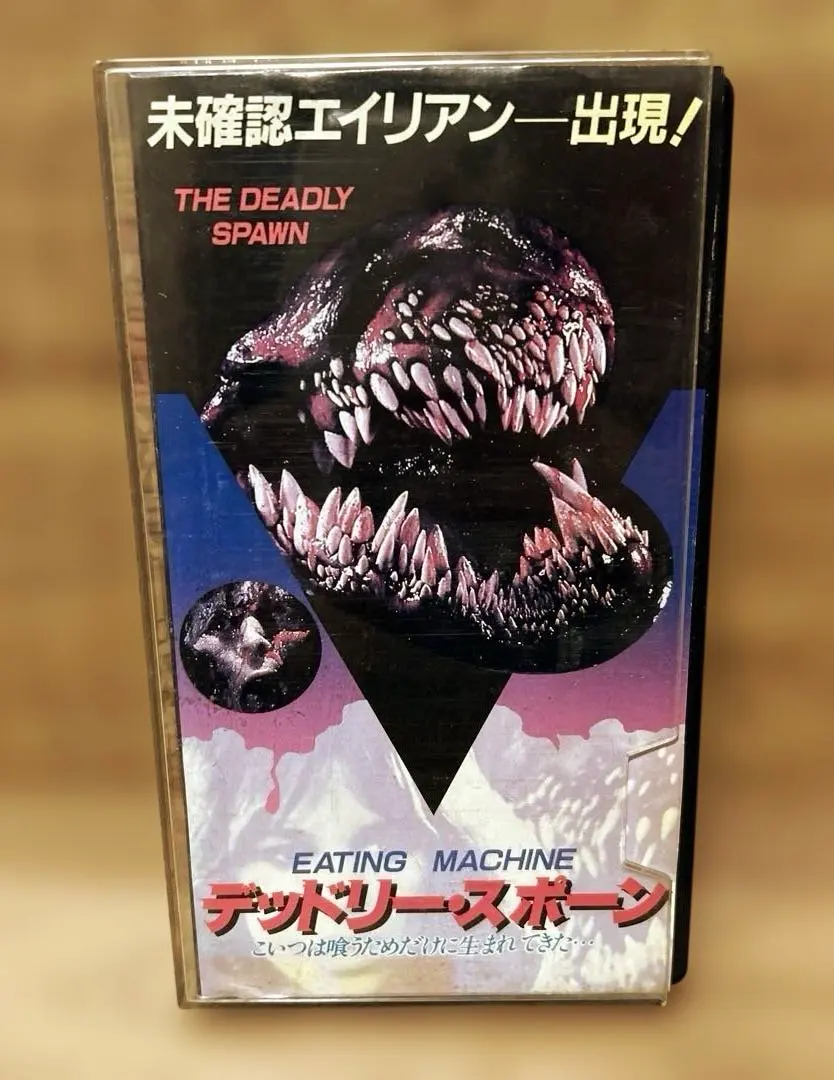 未確認エイリアン—出現!
THE DEADLY
SPAWN
EATING MACHINE
デッドリー・スポーン
こいつは喰うためだけに生まれてきた…